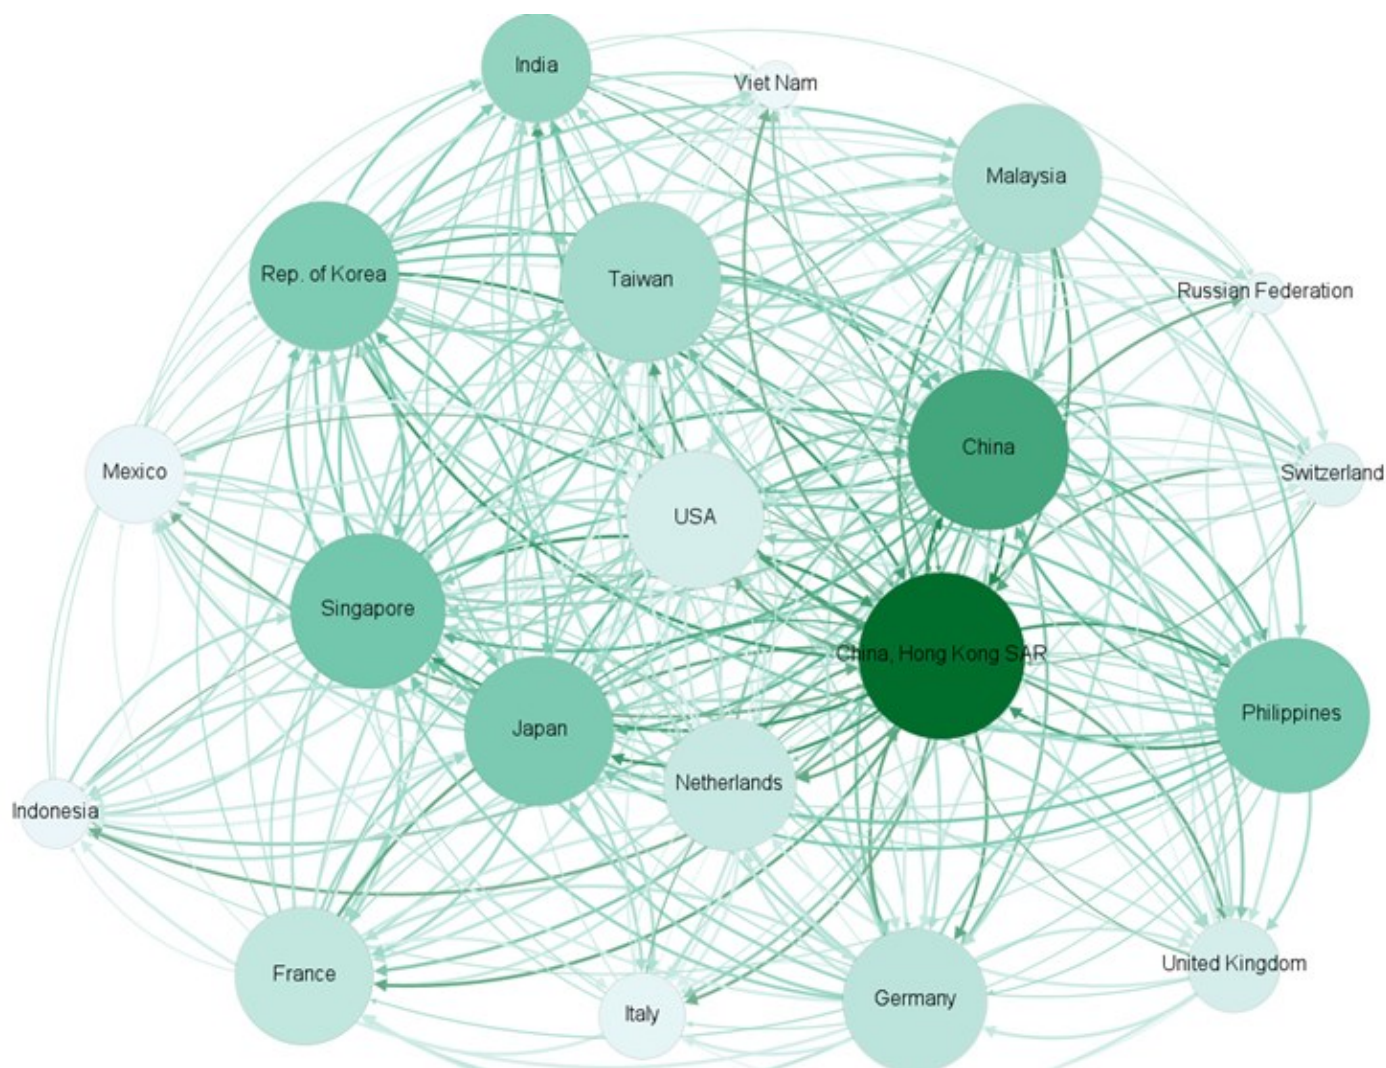 India
Viet Nam
Malaysia
Rep. of Korea
Taiwan
Russian Federation
China
Mexico
Switzerland
USA
Singapore
China, Hong Kong SAR
Japan
Philippines
Netherlands
Indonesia
United Kingdom
France
Germany
Italy